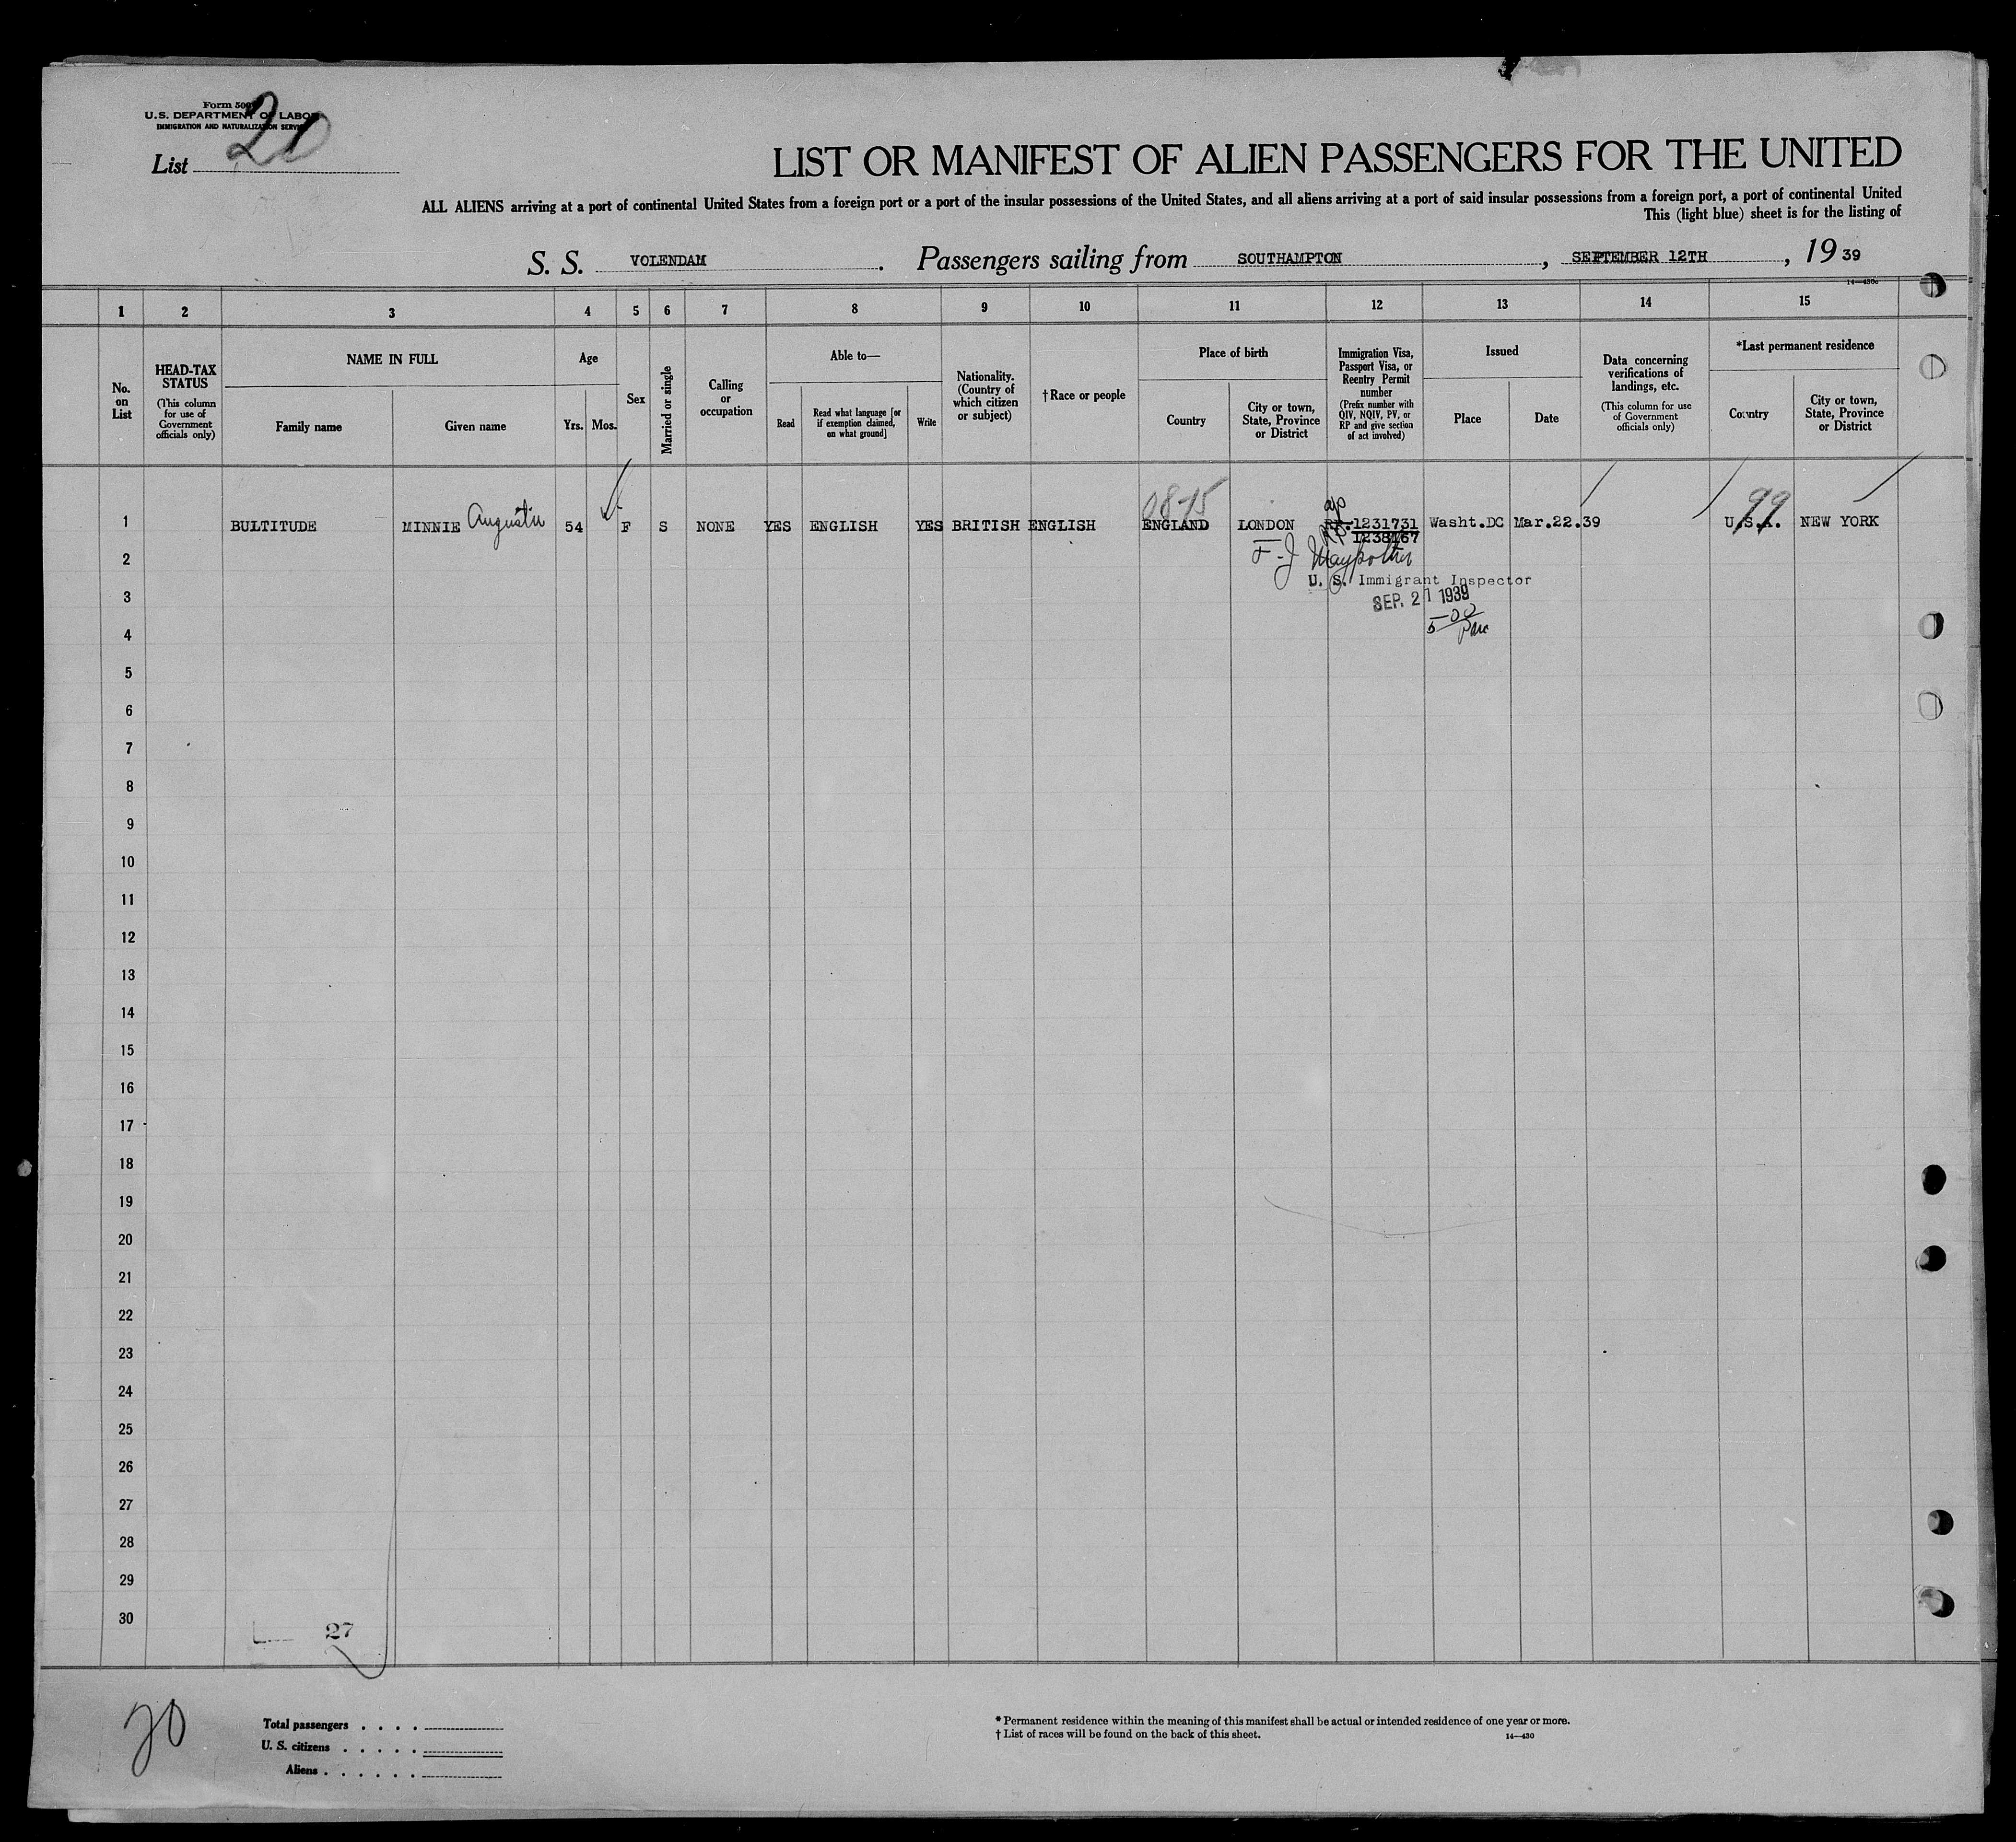 Form 500
U.S. DEPARTMENT OF LABOR
IMMIGRATION AND NATURALIZATION SERVICE
List 20
LIST OR MANIFEST OF ALIEN PASSENGERS FOR THE UNITED
ALL ALIENS arriving at a port of continental United States from a foreign port or a port of the insular possessions of the United States, and all aliens arriving at a port of said insular possessions from a foreign port, a port of continental United
This (light blue) sheet is for the listing of
S. S. VOLENDAM. Passengers sailing from SOUTHAMPTON, SEPTEMBER 12TH, 19 39
14—430c
1 2 3 4 5 6 7 8 9 10 11 12 13 14 15
No. on List
HEAD-TAX STATUS
(This column for use of Government officials only)
NAME IN FULL
Family name
Given name
Age
Yrs.
Mos.
Sex
Married or single
Calling or occupation
Able to—
Read
Read what language [or if exemption claimed, on what ground]
Write
Nationality. (Country of which citizen or subject)
† Race or people
Place of birth
Country
City or town, State, Province or District
Immigration Visa, Passport Visa, or Reentry Permit number
(Prefix number with QIV, NQIV, PV, or RP and give section of act involved)
Issued
Place
Date
Data concerning verifications of landings, etc.
(This column for use of Government officials only)
*Last permanent residence
Country
City or town, State, Province or District
0875
99
1 BULTITUDE MINNIE Augustin 54 F S NONE YES ENGLISH YES BRITISH ENGLISH ENGLAND LONDON RP.1231731 Washt.DC Mar.22.39 U.S.A. NEW YORK
1238167
2
F. J.
U. S. Immigrant Inspector
3
SEP. 21 1939
5 00
4
5
6
7
8
9
10
11
12
13
14
15
16
17
18
19
20
21
22
23
24
25
26
27
28
29
30
27
20
Total passengers . . . .
U. S. citizens . . . . .
Aliens . . . . . .
* Permanent residence within the meaning of this manifest shall be actual or intended residence of one year or more.
† List of races will be found on the back of this sheet.
14—430